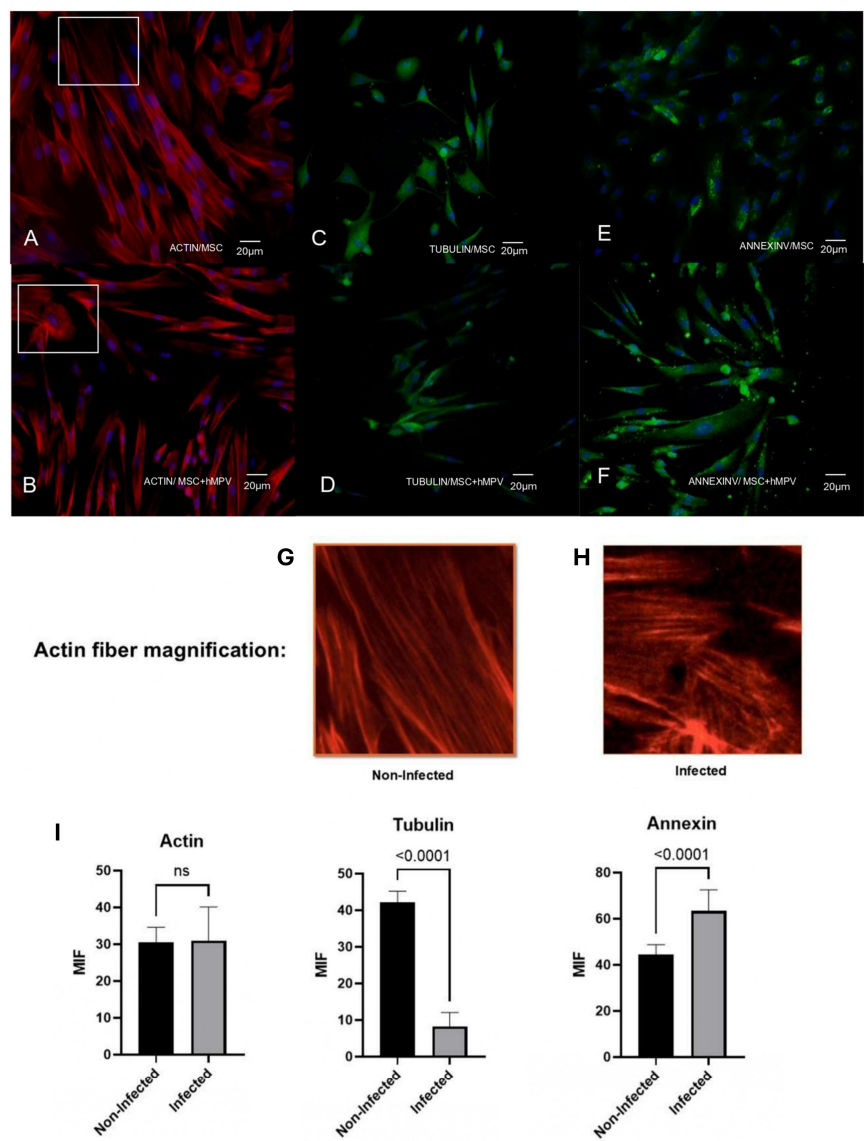 A
ACTIN/MSC
20µm
C
TUBULIN/MSC
20µm
E
ANNEXINV/MSC
20µm
B
ACTIN/ MSC+hMPV
20µm
D
TUBULIN/MSC+hMPV
20µm
F
ANNEXINV/ MSC+hMPV
20µm
G
H
Actin fiber magnification:
Non-Infected
Infected
I
Actin
ns
50
40
30
20
10
0
MIF
Non-Infected
Infected
Tubulin
<0.0001
50
40
30
20
10
0
MIF
Non-Infected
Infected
Annexin
<0.0001
80
60
40
20
0
MIF
Non-Infected
Infected